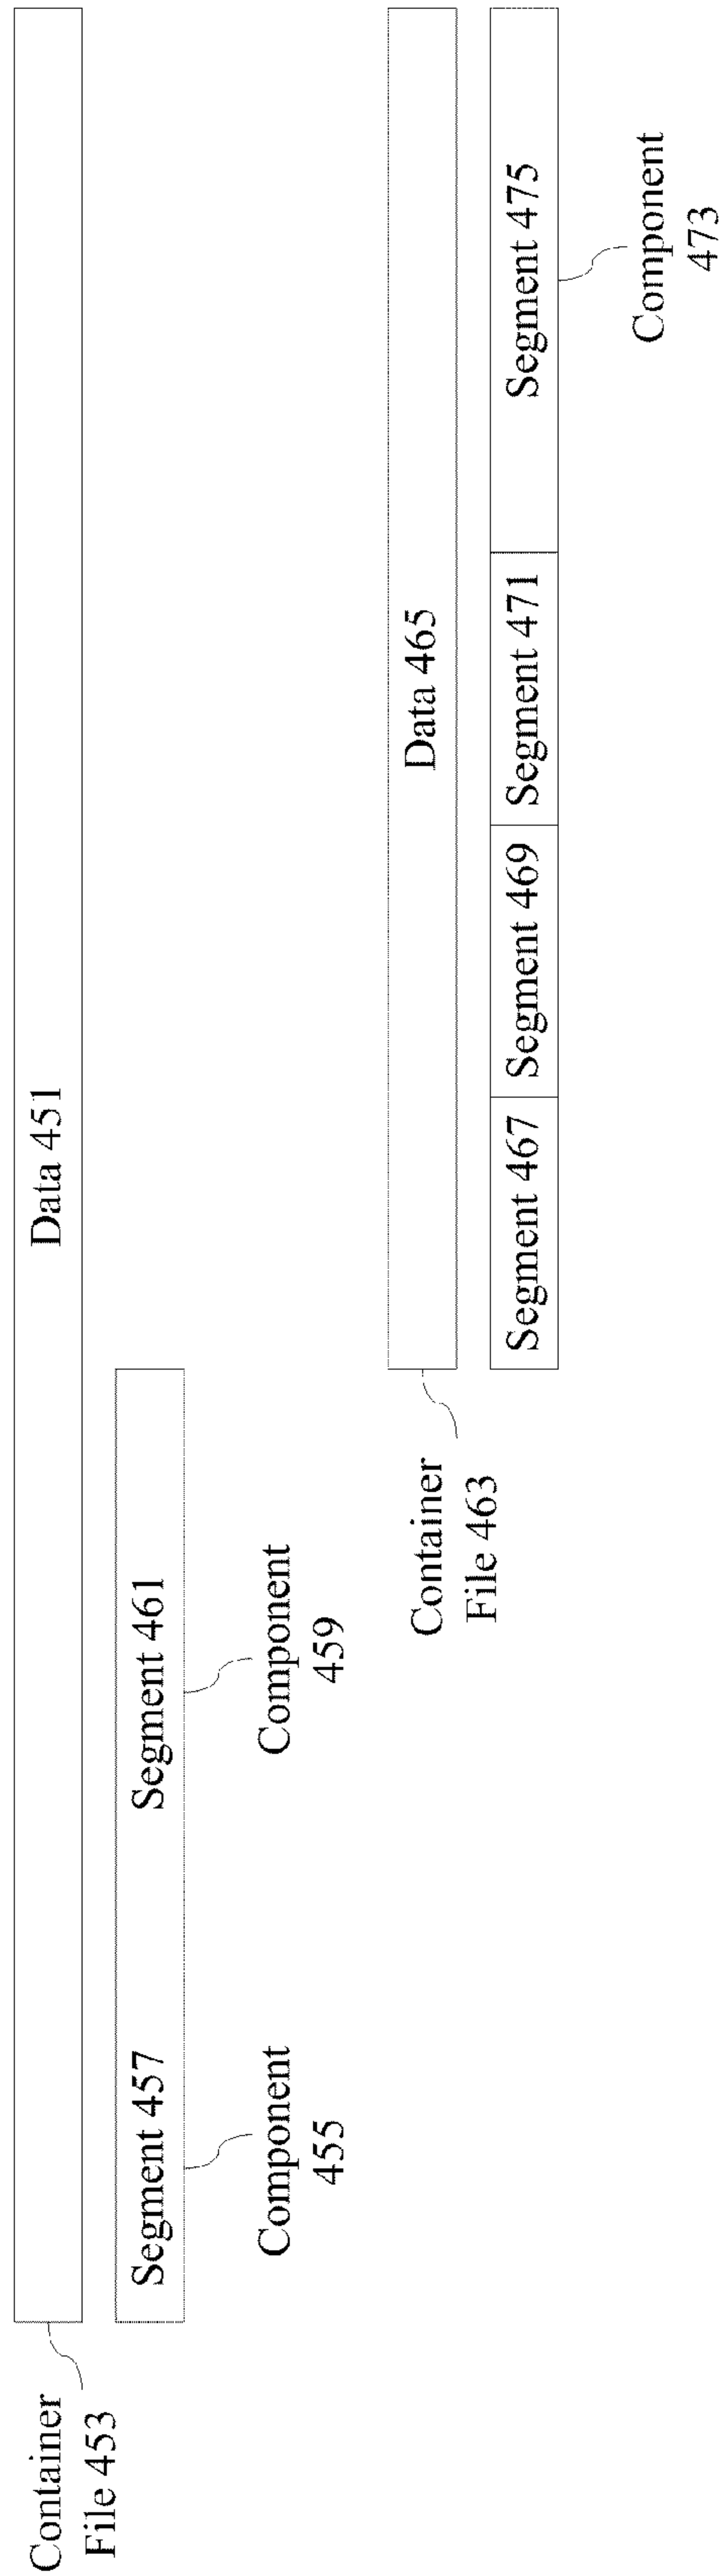 Data 451
Container
File 453
Segment 457
Segment 461
Component
455
Component
459
Data 465
Container
File 463
Segment 467
Segment 469
Segment 471
Segment 475
Component
473